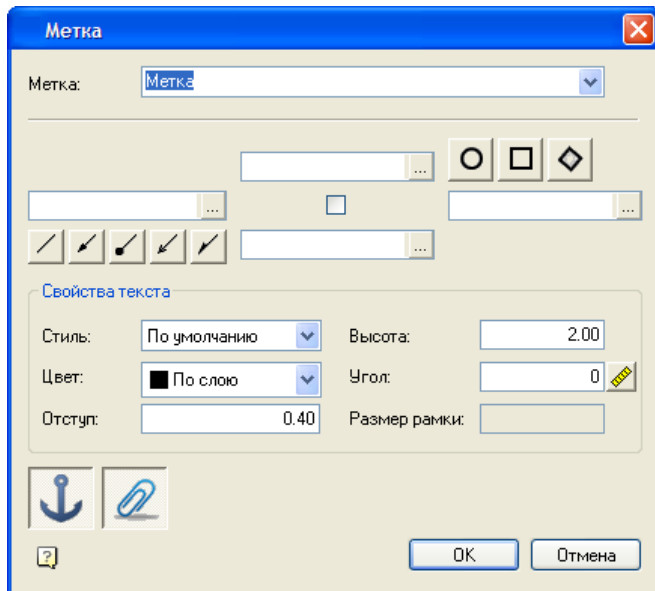 Метка
Метка: Метка
...
... ...
...
Свойства текста
Стиль: По умолчанию Высота: 2.00
Цвет: По слою Угол: 0
Отступ: 0.40 Размер рамки:
?
OK Отмена